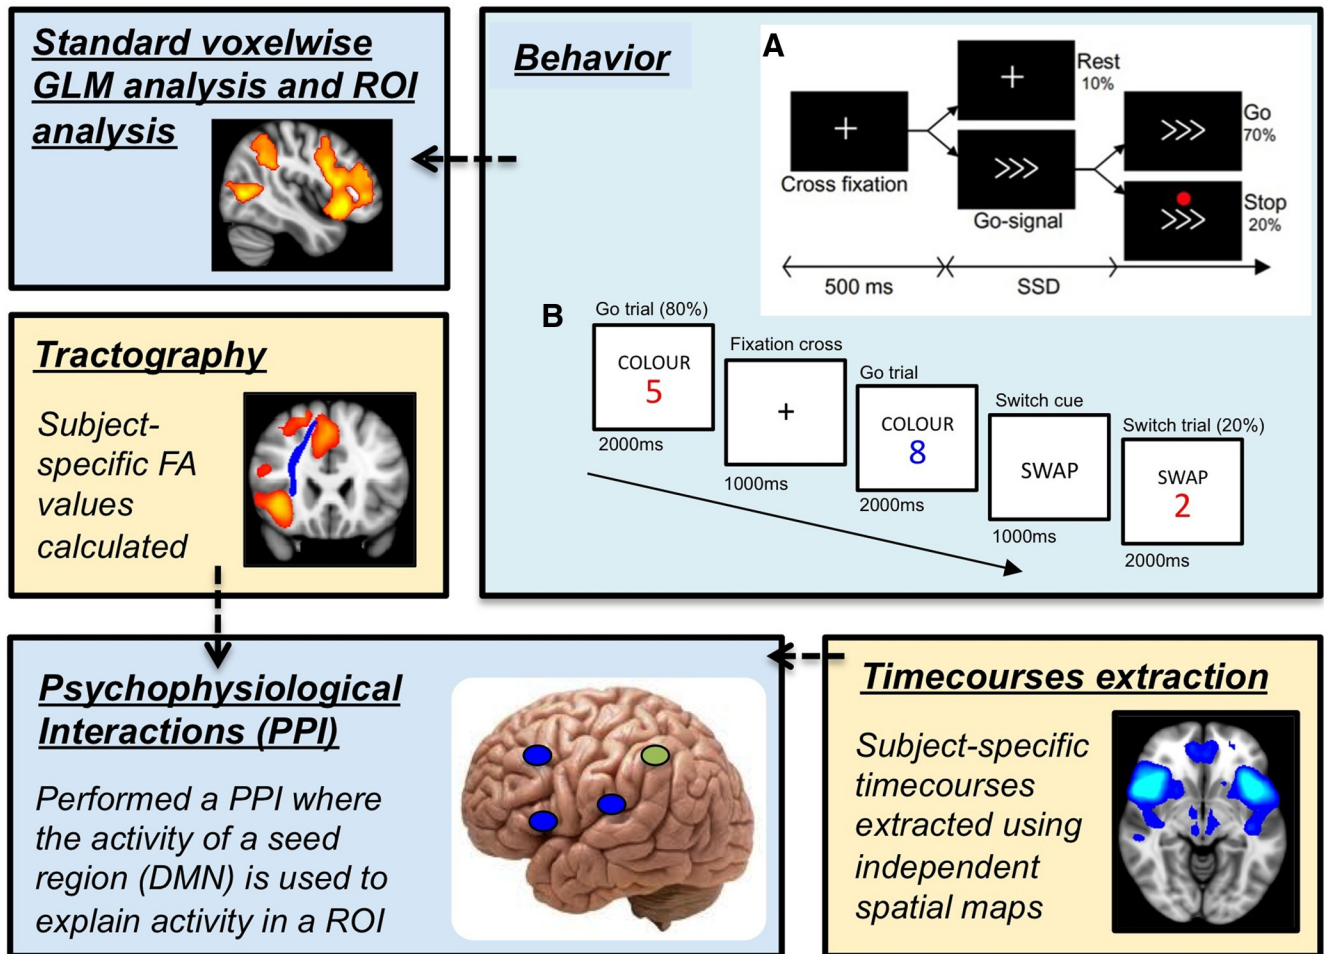 Standard voxelwise
GLM analysis and ROI
analysis
Behavior
A
Rest
10%
Go
70%
Cross fixation
Stop
20%
Go-signal
500 ms
SSD
B
Go trial (80%)
COLOUR
5
2000ms
Fixation cross
+
1000ms
Go trial
COLOUR
8
2000ms
Switch cue
SWAP
1000ms
Switch trial (20%)
SWAP
2
2000ms
Tractography
Subject-
specific FA
values
calculated
Psychophysiological
Interactions (PPI)
Performed a PPI where
the activity of a seed
region (DMN) is used to
explain activity in a ROI
Timecourses extraction
Subject-specific
timecourses
extracted using
independent
spatial maps